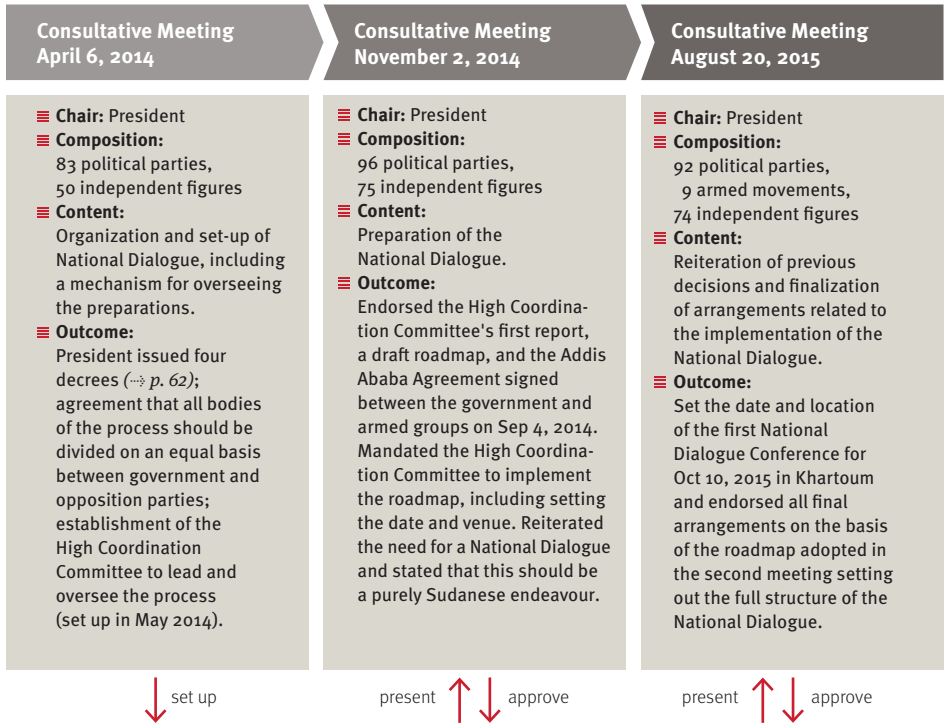 Consultative Meeting
April 6, 2014
Chair: President
Composition:
83 political parties,
50 independent figures
Content:
Organization and set-up of
National Dialogue, including
a mechanism for overseeing
the preparations.
Outcome:
President issued four
decrees (···> p. 62);
agreement that all bodies
of the process should be
divided on an equal basis
between government and
opposition parties;
establishment of the
High Coordination
Committee to lead and
oversee the process
(set up in May 2014).
set up
Consultative Meeting
November 2, 2014
Chair: President
Composition:
96 political parties,
75 independent figures
Content:
Preparation of the
National Dialogue.
Outcome:
Endorsed the High Coordina-
tion Committee's first report,
a draft roadmap, and the Addis
Ababa Agreement signed
between the government and
armed groups on Sep 4, 2014.
Mandated the High Coordina-
tion Committee to implement
the roadmap, including setting
the date and venue. Reiterated
the need for a National Dialogue
and stated that this should be
a purely Sudanese endeavour.
present approve
Consultative Meeting
August 20, 2015
Chair: President
Composition:
92 political parties,
9 armed movements,
74 independent figures
Content:
Reiteration of previous
decisions and finalization
of arrangements related to
the implementation of the
National Dialogue.
Outcome:
Set the date and location
of the first National
Dialogue Conference for
Oct 10, 2015 in Khartoum
and endorsed all final
arrangements on the basis
of the roadmap adopted in
the second meeting setting
out the full structure of the
National Dialogue.
present approve